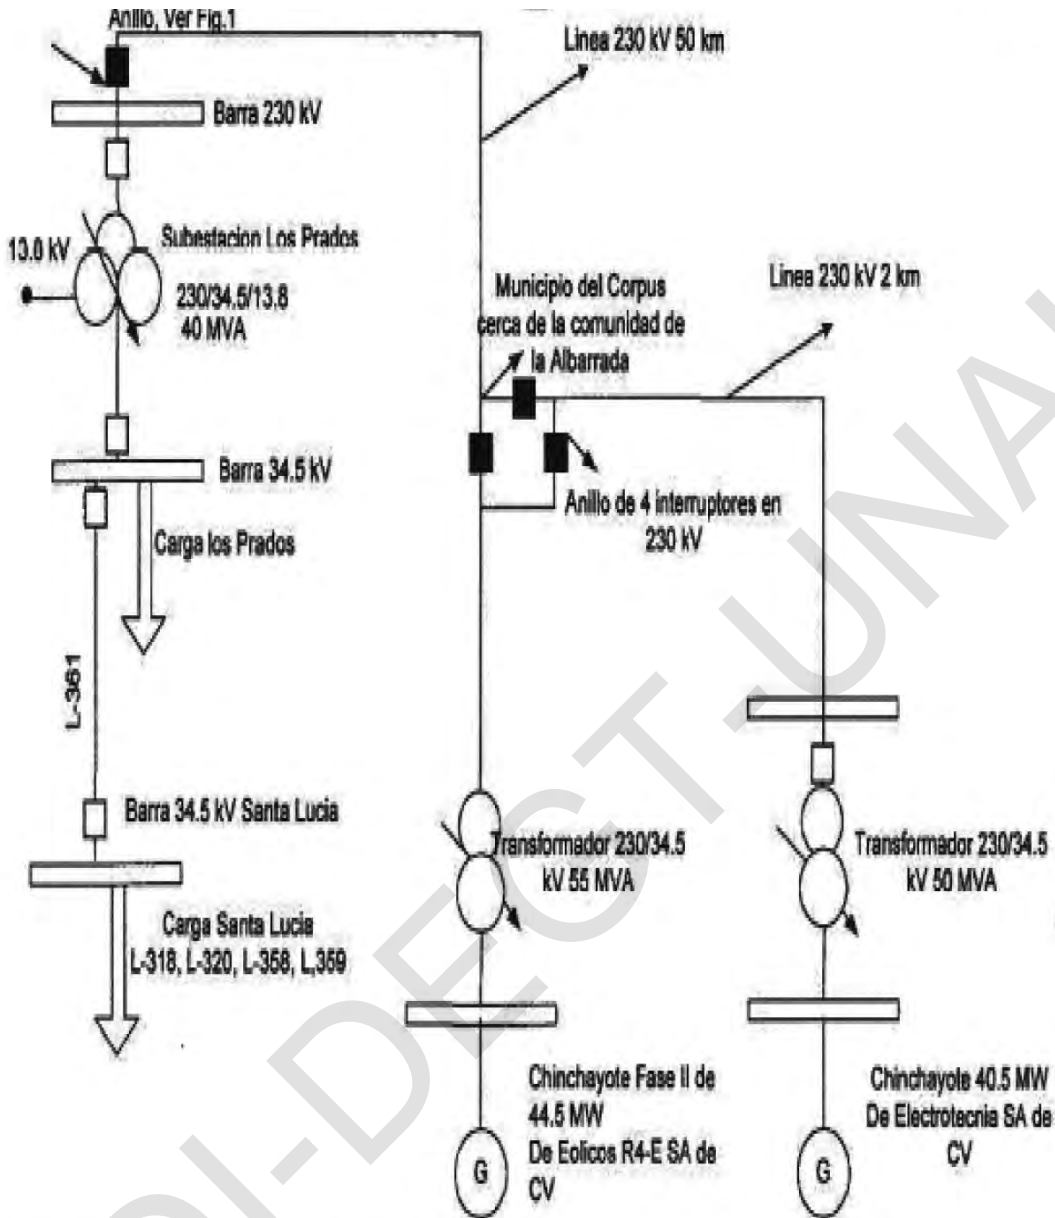 Anillo, Ver Fig.1
Barra 230 kV
Linea 230 kV 50 km
13.8 kV
Subestacion Los Prados
230/34.5/13.8
40 MVA
Municipio del Corpus
cerca de la comunidad de
la Albarrada
Linea 230 kV 2 km
Barra 34.5 kV
Carga los Prados
Anillo de 4 interruptores en
230 kV
L-361
Barra 34.5 kV Santa Lucia
Carga Santa Lucia
L-318, L-320, L-358, L,359
Transformador 230/34.5
kV 55 MVA
Transformador 230/34.5
kV 50 MVA
Chinchayote Fase II de
44.5 MW
De Eolicos R4-E SA de
CV
G
Chinchayote 40.5 MW
De Electrotecnia SA de
CV
G
DI-DEGT-UNA